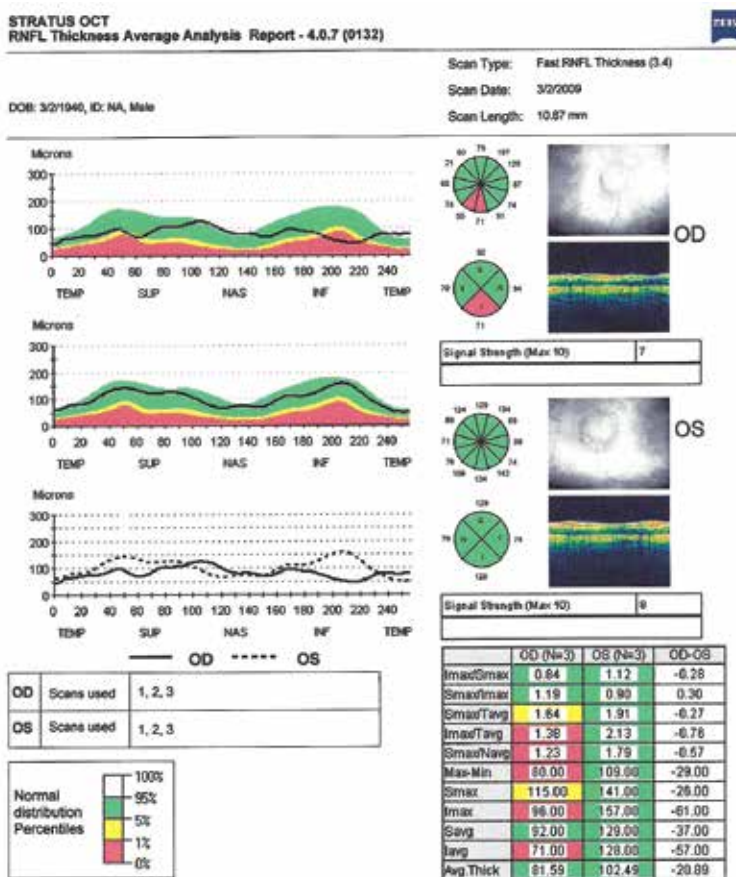 STRATUS OCT
RNFL Thickness Average Analysis Report - 4.0.7 (0132)
Scan Type: Fast RNFL Thickness (3.4)
Scan Date: 3/2/2009
Scan Length: 10.87 mm
DOB: 3/2/1940, ID: NA, Male
Microns
300
200
100
0
0 20 40 60 80 100 120 140 160 180 200 220 240
TEMP SUP NAS INF TEMP
OD
71
Signal Strength (Max 10) 7
Microns
300
200
100
0
0 20 40 60 80 100 120 140 160 180 200 220 240
TEMP SUP NAS INF TEMP
OS
Signal Strength (Max 10)
Microns
300
200
100
0
0 20 40 60 80 100 120 140 160 180 200 220 240
TEMP SUP NAS INF TEMP
OD OS
OD Scans used 1, 2, 3
OS Scans used 1, 2, 3
Normal distribution Percentiles
100%
95%
5%
1%
0%
OD (N=3) OS (N=3) OD-OS
Imax/Smax 0.84 1.12 -0.28
Smax/Imax 1.19 0.90 0.30
Smax/Tavg 1.64 1.91 -0.27
Imax/Tavg 1.38 2.13 -0.76
Smax/Navg 1.23 1.79 -0.57
Max-Min 80.00 109.00 -29.00
Smax 115.00 141.00 -26.00
Imax 96.00 157.00 -61.00
Savg 92.00 129.00 -37.00
Iavg 71.00 128.00 -57.00
Avg.Thick 81.59 102.49 -20.89